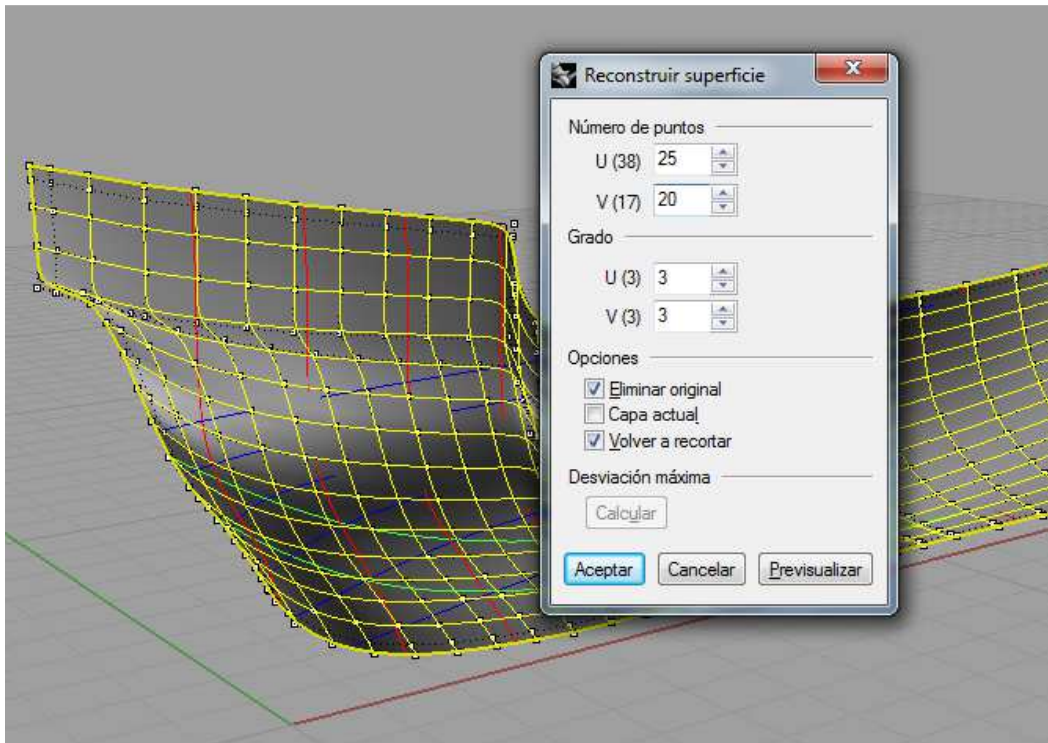 Reconstruir superficie
Número de puntos
U (38) 25
V (17) 20
Grado
U (3) 3
V (3) 3
Opciones
Eliminar original
Capa actual
Volver a recortar
Desviación máxima
Calcular
Aceptar Cancelar Previsualizar